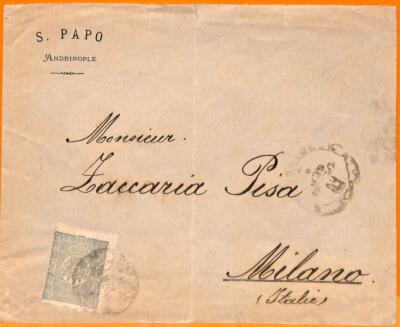 S. PAPO
ANDRINOPLE
Monsieur.
Zaccaria Pisa
Milano.
(Italie)